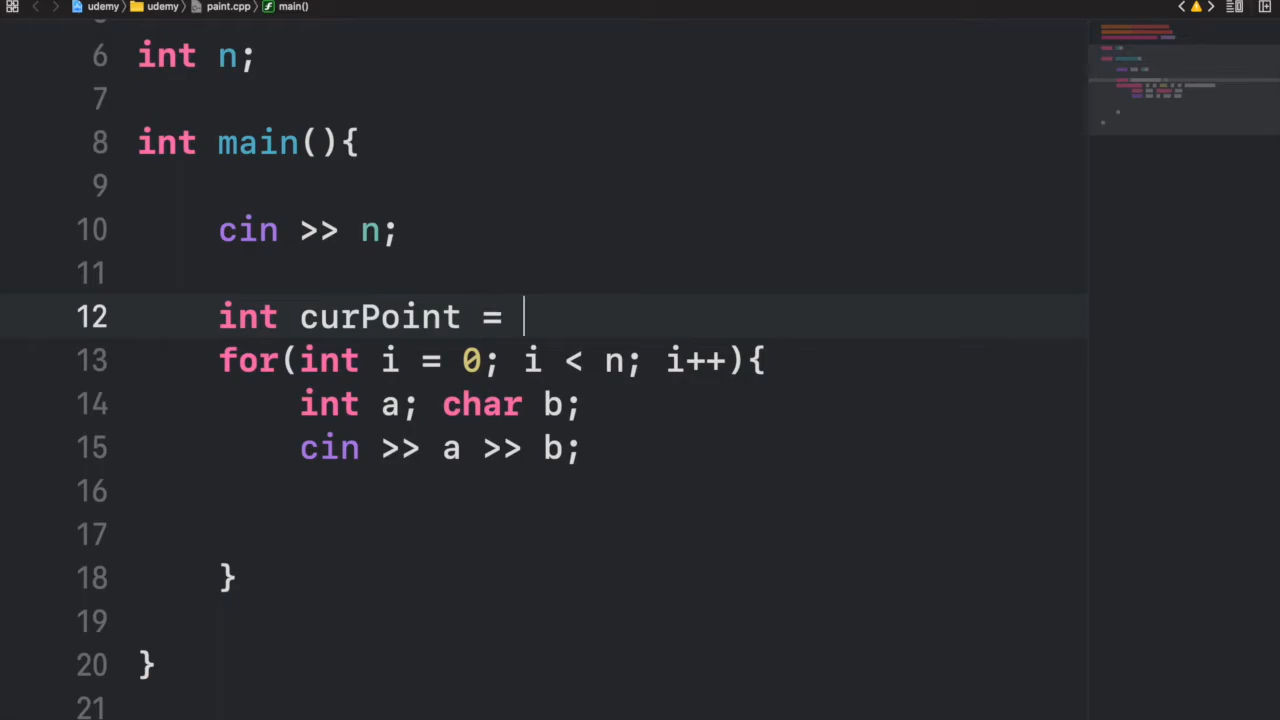 udemy udemy paint.cpp main()
6 int n;
7
8 int main(){
9
10 cin >> n;
11
12 int curPoint =
13 for(int i = 0; i < n; i++){
14 int a; char b;
15 cin >> a >> b;
16
17
18 }
19
20 }
21